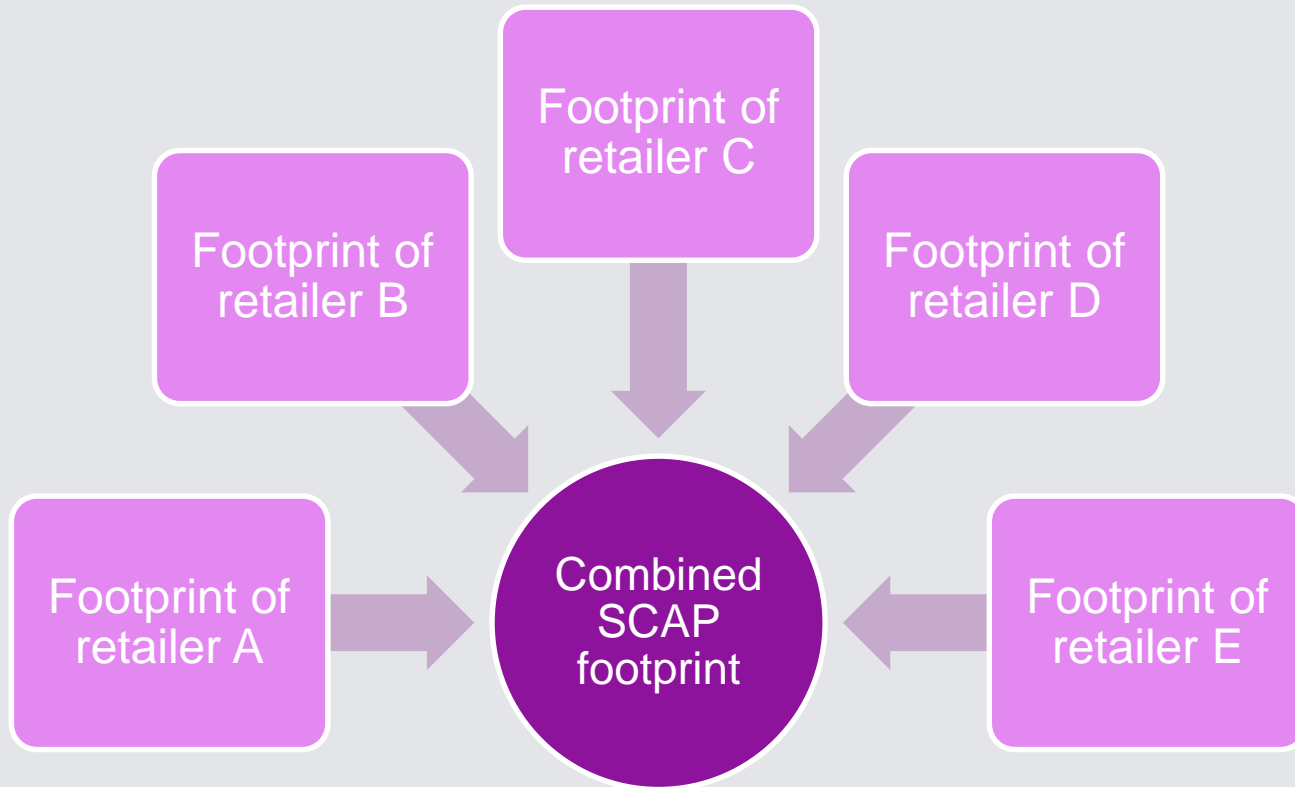 Footprint of
retailer C
Footprint of
retailer B
Footprint of
retailer D
Footprint of
retailer A
Combined
SCAP
footprint
Footprint of
retailer E